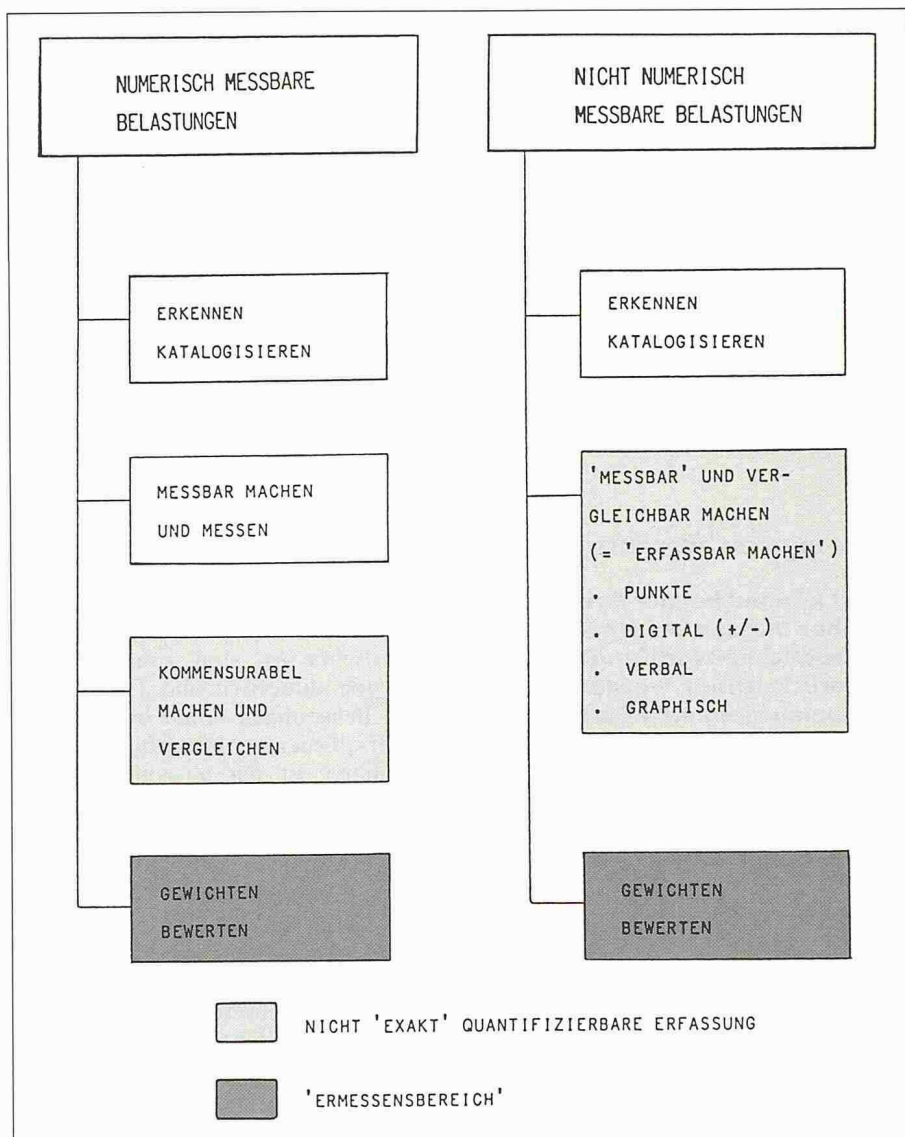 NUMERISCH MESSBARE
BELASTUNGEN
ERKENNEN
KATALOGISIEREN
MESSBAR MACHEN
UND MESSEN
KOMMENSURABEL
MACHEN UND
VERGLEICHEN
GEWICHTEN
BEWERTEN
NICHT NUMERISCH
MESSBARE BELASTUNGEN
ERKENNEN
KATALOGISIEREN
'MESSBAR' UND VER-
GLEICHBAR MACHEN
(= 'ERFASSBAR MACHEN')
. PUNKTE
. DIGITAL (+/-)
. VERBAL
. GRAPHISCH
GEWICHTEN
BEWERTEN
NICHT 'EXAKT' QUANTIFIZIERBARE ERFASSUNG
'ERMESSENSBEREICH'